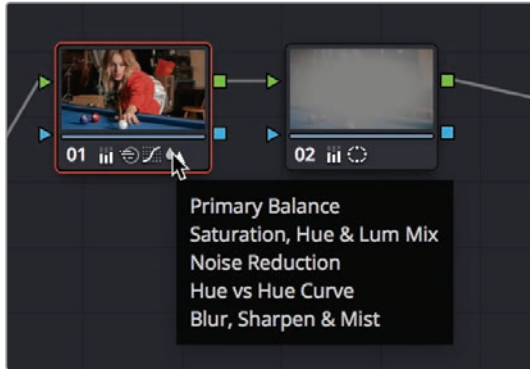 01
02
Primary Balance
Saturation, Hue & Lum Mix
Noise Reduction
Hue vs Hue Curve
Blur, Sharpen & Mist